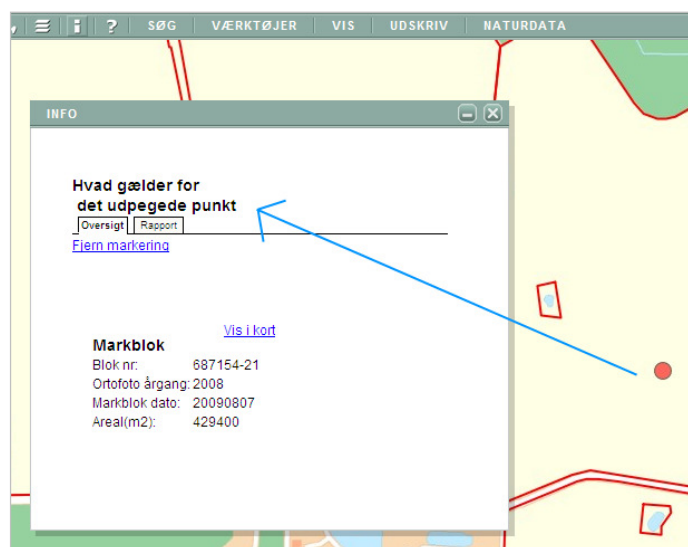 ? SØG VÆRKTØJER VIS UDSKRIV NATURDATA
INFO
Hvad gælder for
det udpegede punkt
Oversigt Rapport
Fjern markering
Vis i kort
Markblok
Blok nr: 687154-21
Ortofoto årgang: 2008
Markblok dato: 20090807
Areal(m2): 429400